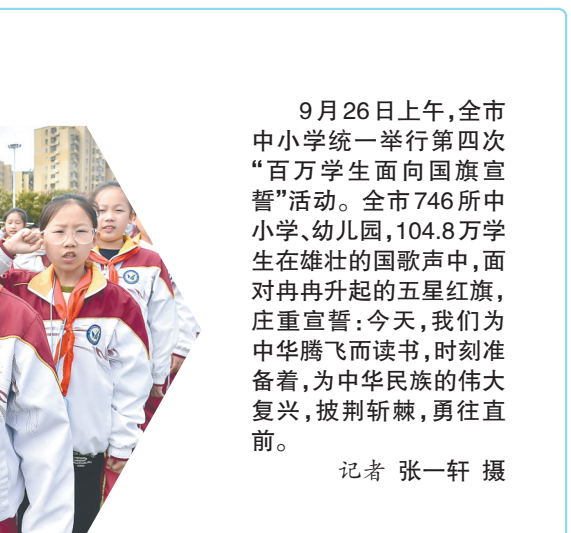 9月26日上午,全市
中小学统一举行第四次
“百万学生面向国旗宣
誓”活动。全市746所中
小学、幼儿园,104.8万学
生在雄壮的国歌声中,面
对冉冉升起的五星红旗,
庄重宣誓:今天,我们为
中华腾飞而读书,时刻准
备着,为中华民族的伟大
复兴,披荆斩棘,勇往直
前。
记者 张一轩 摄